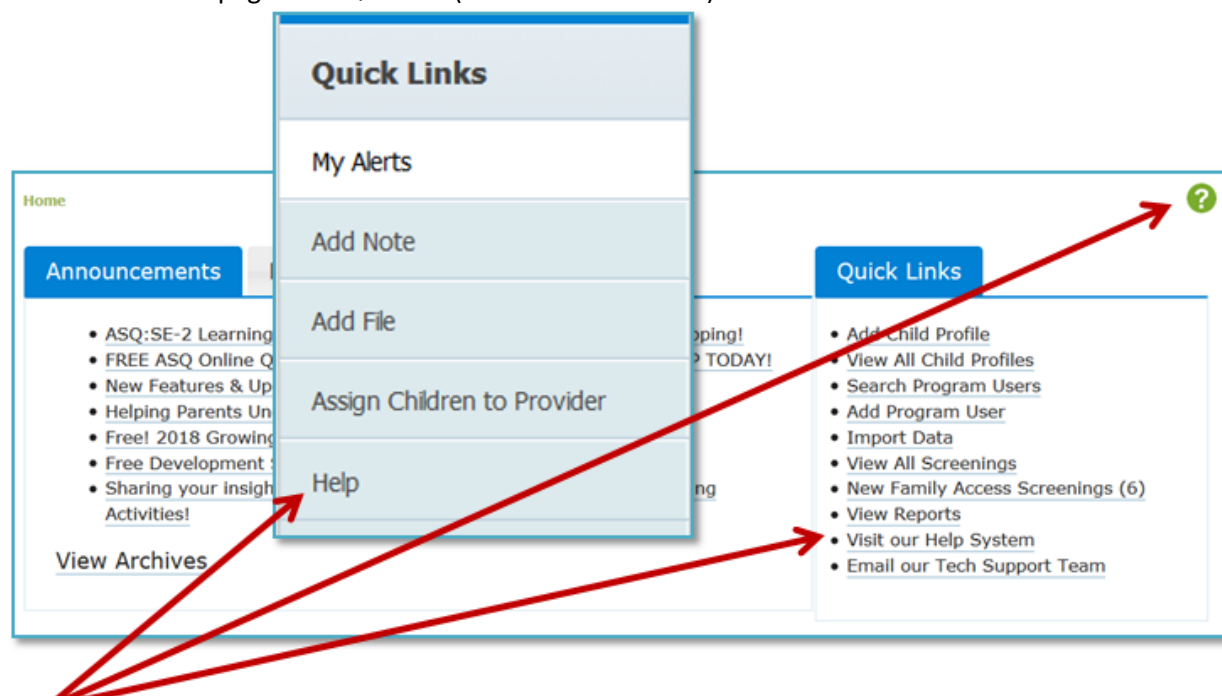 Quick Links
My Alerts
Add Note
Add File
Assign Children to Provider
Help
Home
?
Announcements
ASQ:SE-2 Learning
FREE ASQ Online Q TODAY!
New Features & Up
Helping Parents Un
Free! 2018 Growing
Free Development
Sharing your insigh ng
Activities!
View Archives
Quick Links
Add Child Profile
View All Child Profiles
Search Program Users
Add Program User
Import Data
View All Screenings
New Family Access Screenings (6)
View Reports
Visit our Help System
Email our Tech Support Team